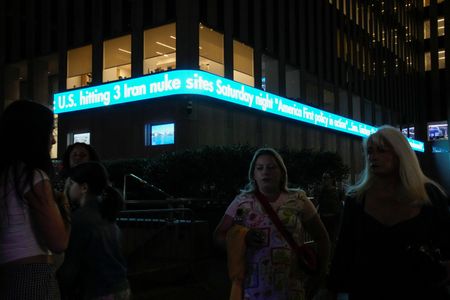 U.S. hitting 3 Iran nuke sites Saturday night "America First policy in action"